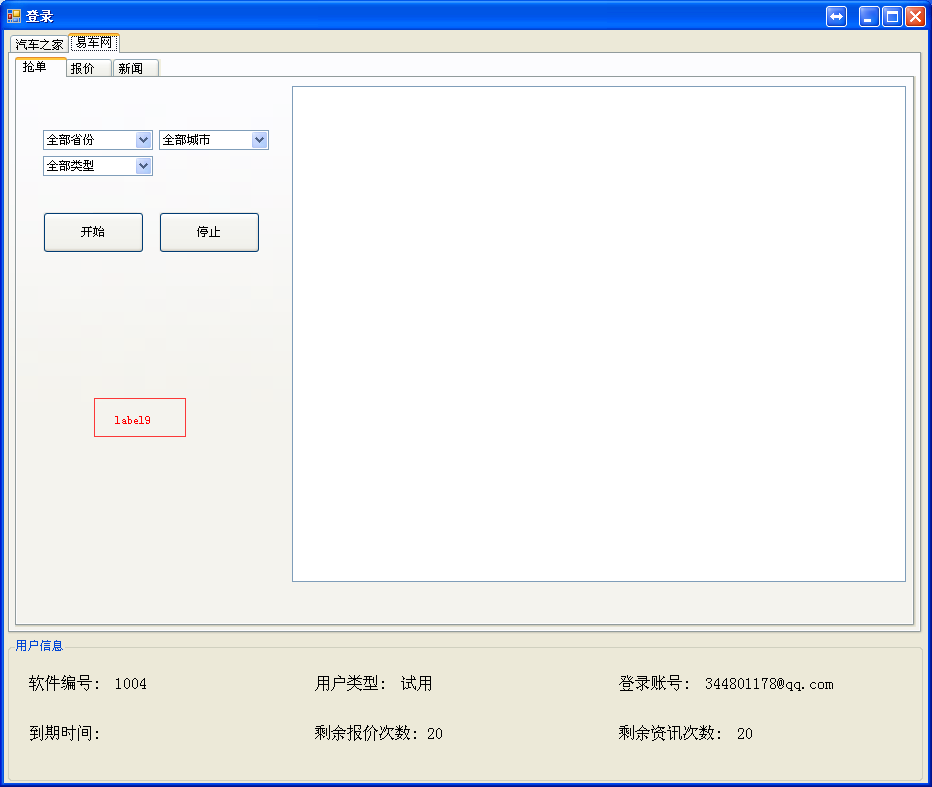 登录
汽车之家 易车网
抢单 报价 新闻
全部省份 全部城市
全部类型
开始 停止
label9
用户信息
软件编号： 1004 用户类型： 试用 登录账号： 344801178@qq.com
到期时间： 剩余报价次数：20 剩余资讯次数： 20